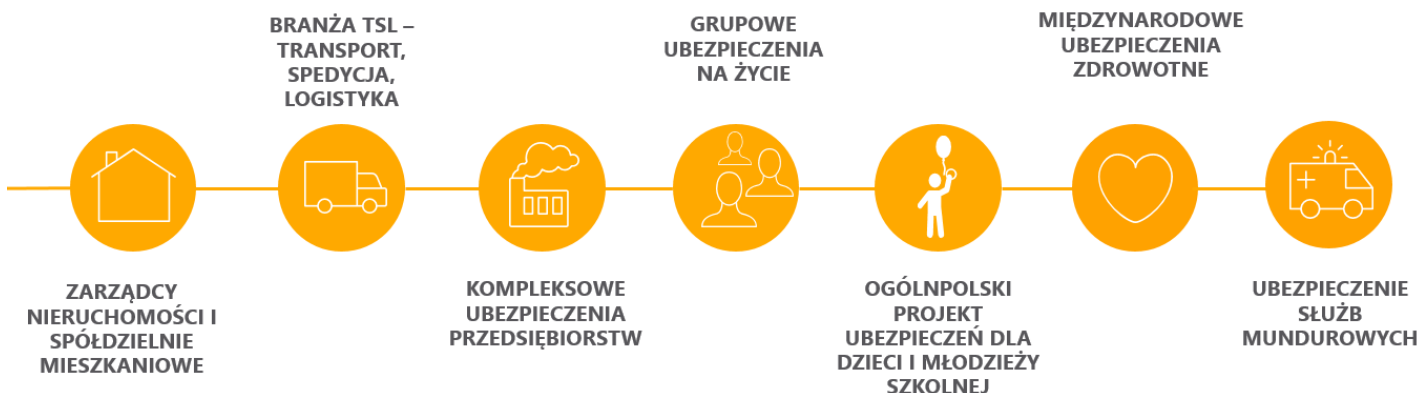 BRANŻA TSL –
TRANSPORT,
SPEDYCJA,
LOGISTYKA
GRUPOWE
UBEZPIECZENIA
NA ŻYCIE
MIĘDZYNARODOWE
UBEZPIECZENIA
ZDROWOTNE
ZARZĄDCY
NIERUCHOMOŚCI I
SPÓŁDZIELNIE
MIESZKANIOWE
KOMPLEKSOWE
UBEZPIECZENIA
PRZEDSIĘBIORSTW
OGÓLNPOLSKI
PROJEKT
UBEZPIECZEŃ DLA
DZIECI I MŁODZIEŻY
SZKOLNEJ
UBEZPIECZENIE
SŁUŻB
MUNDUROWYCH